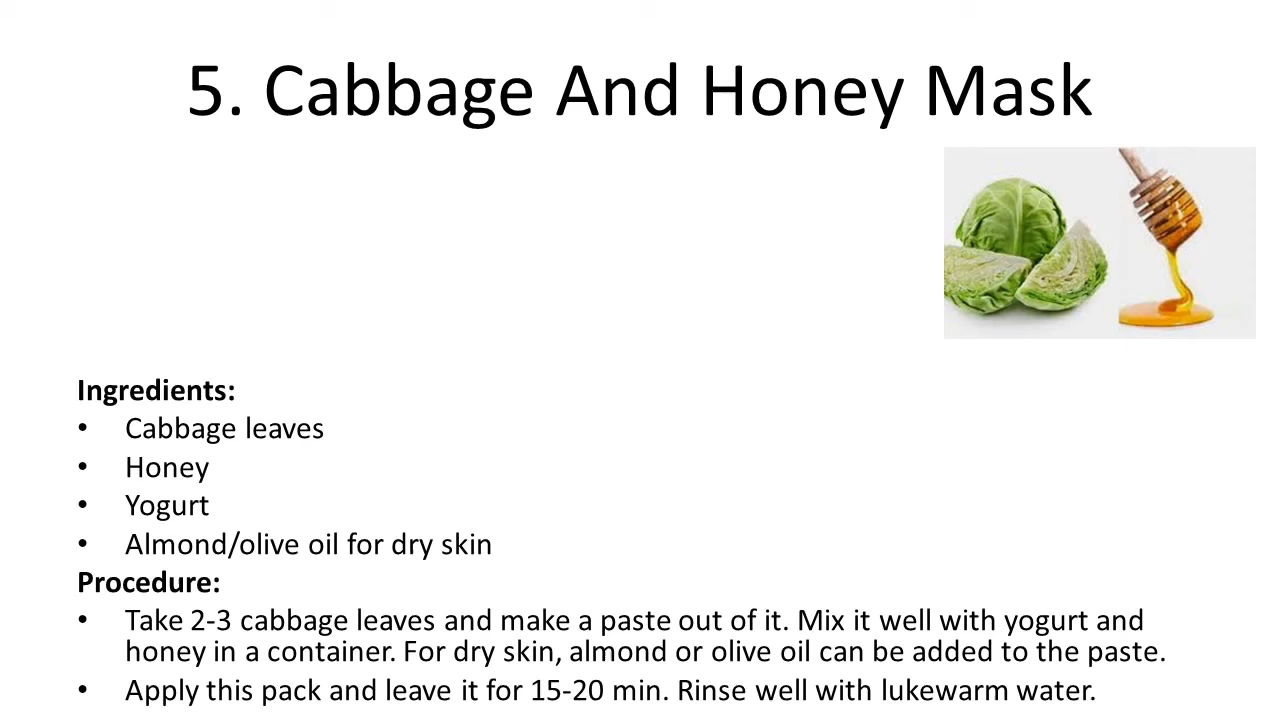 5. Cabbage And Honey Mask
Ingredients:
• Cabbage leaves
• Honey
• Yogurt
• Almond/olive oil for dry skin
Procedure:
• Take 2-3 cabbage leaves and make a paste out of it. Mix it well with yogurt and
honey in a container. For dry skin, almond or olive oil can be added to the paste.
• Apply this pack and leave it for 15-20 min. Rinse well with lukewarm water.